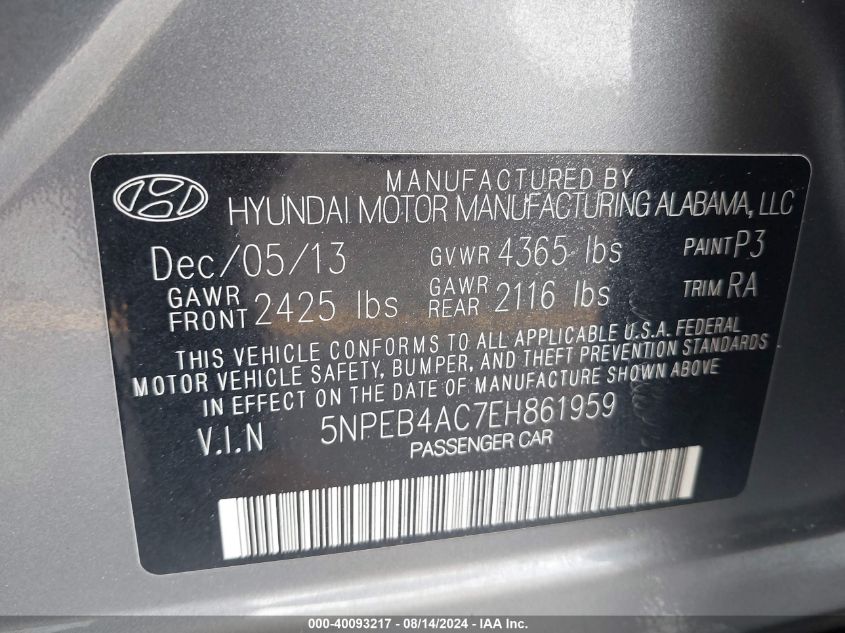 MANUFACTURED BY
HYUNDAI MOTOR MANUFACTURING ALABAMA, LLC
Dec/05/13 GVWR 4365 lbs PAINT P3
GAWR FRONT 2425 lbs GAWR REAR 2116 lbs TRIM RA
THIS VEHICLE CONFORMS TO ALL APPLICABLE U.S.A. FEDERAL
MOTOR VEHICLE SAFETY, BUMPER, AND THEFT PREVENTION STANDARDS
IN EFFECT ON THE DATE OF MANUFACTURE SHOWN ABOVE
V.I.N 5NPEB4AC7EH861959
PASSENGER CAR
000-40093217 - 08/14/2024 - IAA Inc.